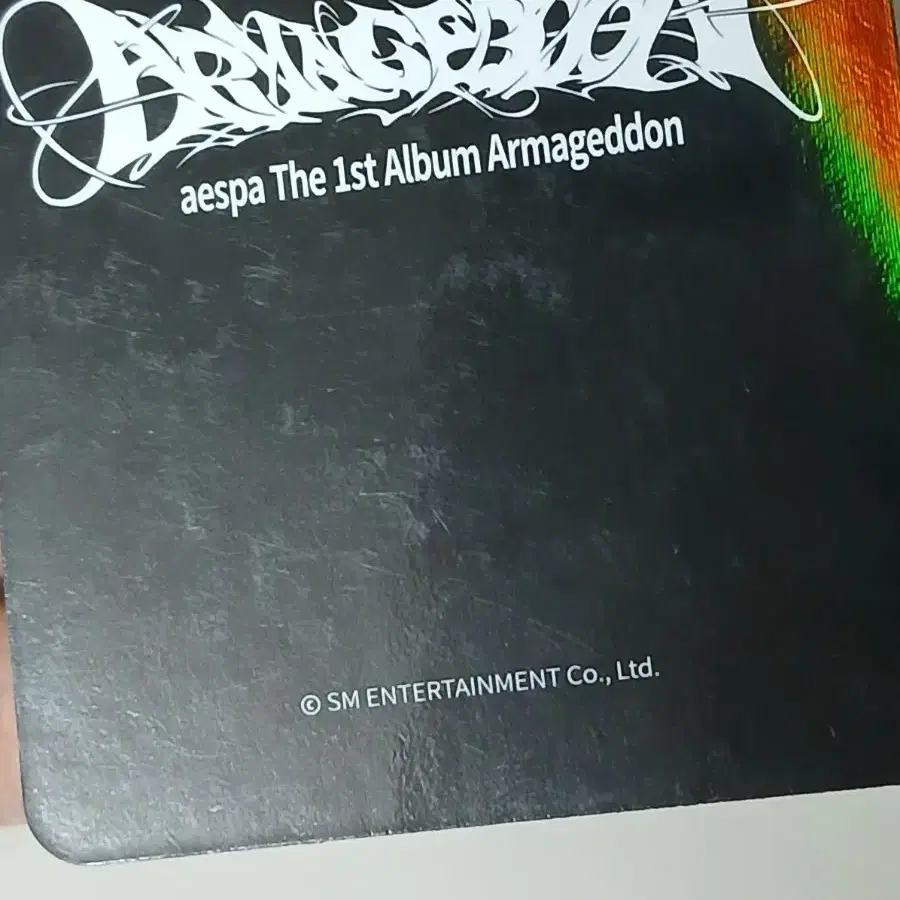 ARMAGEDDON
aespa The 1st Album Armageddon
© SM ENTERTAINMENT Co., Ltd.